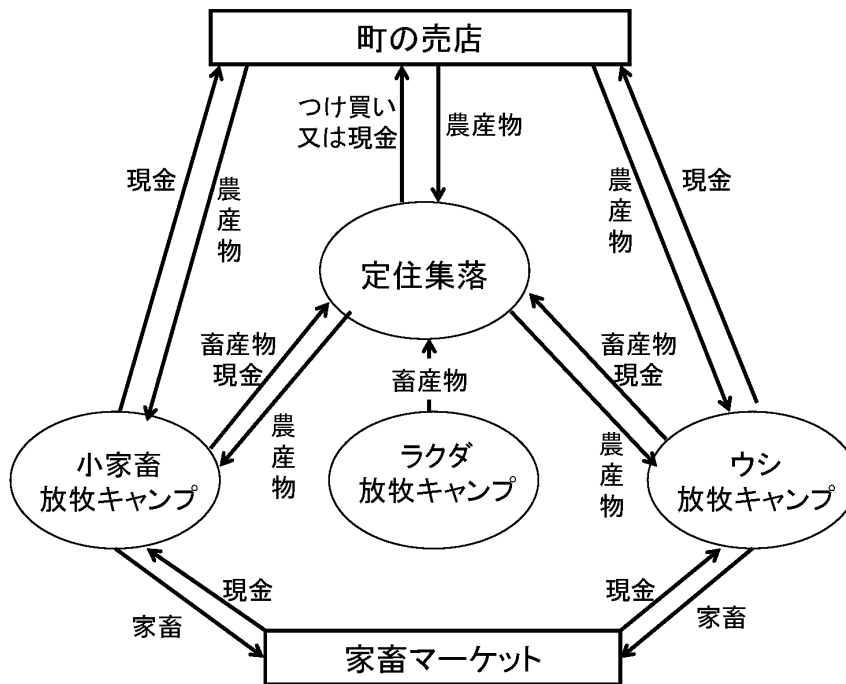 町の売店
つけ買い
又は現金
農産物
現金
農産物
農産物
現金
定住集落
畜産物
現金
畜産物
畜産物
現金
農産物
農産物
小家畜
放牧キャンプ
ラクダ
放牧キャンプ
ウシ
放牧キャンプ
現金
家畜
現金
家畜
家畜マーケット